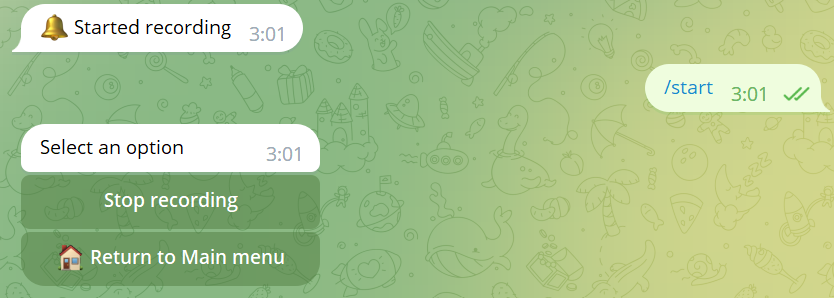 🔔 Started recording 3:01
/start 3:01
Select an option 3:01
Stop recording
🏠 Return to Main menu